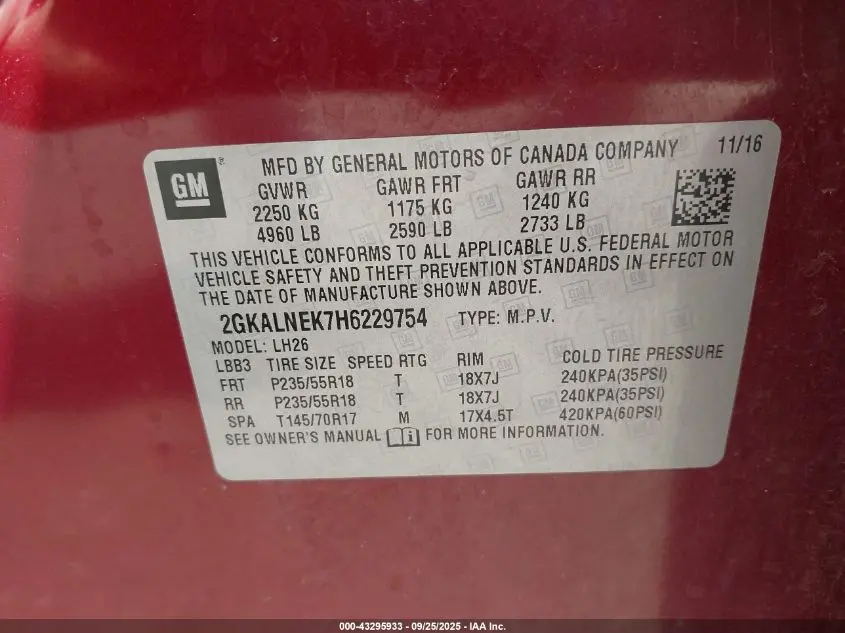 GM ® MFD BY GENERAL MOTORS OF CANADA COMPANY 11/16
GVWR GAWR FRT GAWR RR
2250 KG 1175 KG 1240 KG
4960 LB 2590 LB 2733 LB
THIS VEHICLE CONFORMS TO ALL APPLICABLE U.S. FEDERAL MOTOR
VEHICLE SAFETY AND THEFT PREVENTION STANDARDS IN EFFECT ON
THE DATE OF MANUFACTURE SHOWN ABOVE.
2GKALNEK7H6229754 TYPE: M.P.V.
MODEL: LH26
LBB3 TIRE SIZE SPEED RTG RIM COLD TIRE PRESSURE
FRT P235/55R18 T 18X7J 240KPA(35PSI)
RR P235/55R18 T 18X7J 240KPA(35PSI)
SPA T145/70R17 M 17X4.5T 420KPA(60PSI)
SEE OWNER'S MANUAL i FOR MORE INFORMATION.
000-43295933 - 09/25/2025 - IAA Inc.